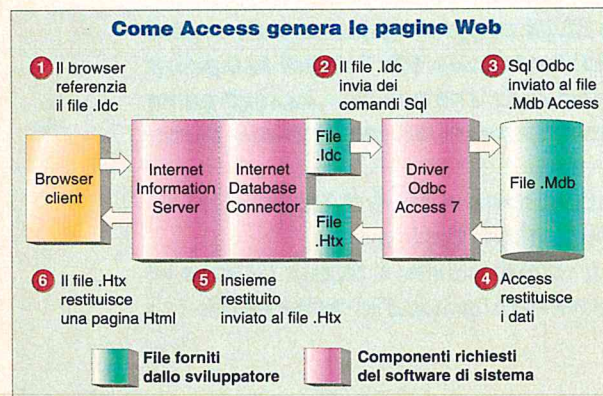 Come Access genera le pagine Web
1 Il browser
referenzia
il file .Idc
2 Il file .Idc
invia dei
comandi Sql
3 Sql Odbc
inviato al file
.Mdb Access
Browser
client
Internet
Information
Server
Internet
Database
Connector
File
.Idc
File
.Htx
Driver
Odbc
Access 7
File .Mdb
6 Il file .Htx
restituisce
una pagina Html
5 Insieme
restituito
inviato al file .Htx
4 Access
restituisce
i dati
File forniti
dallo sviluppatore
Componenti richiesti
del software di sistema